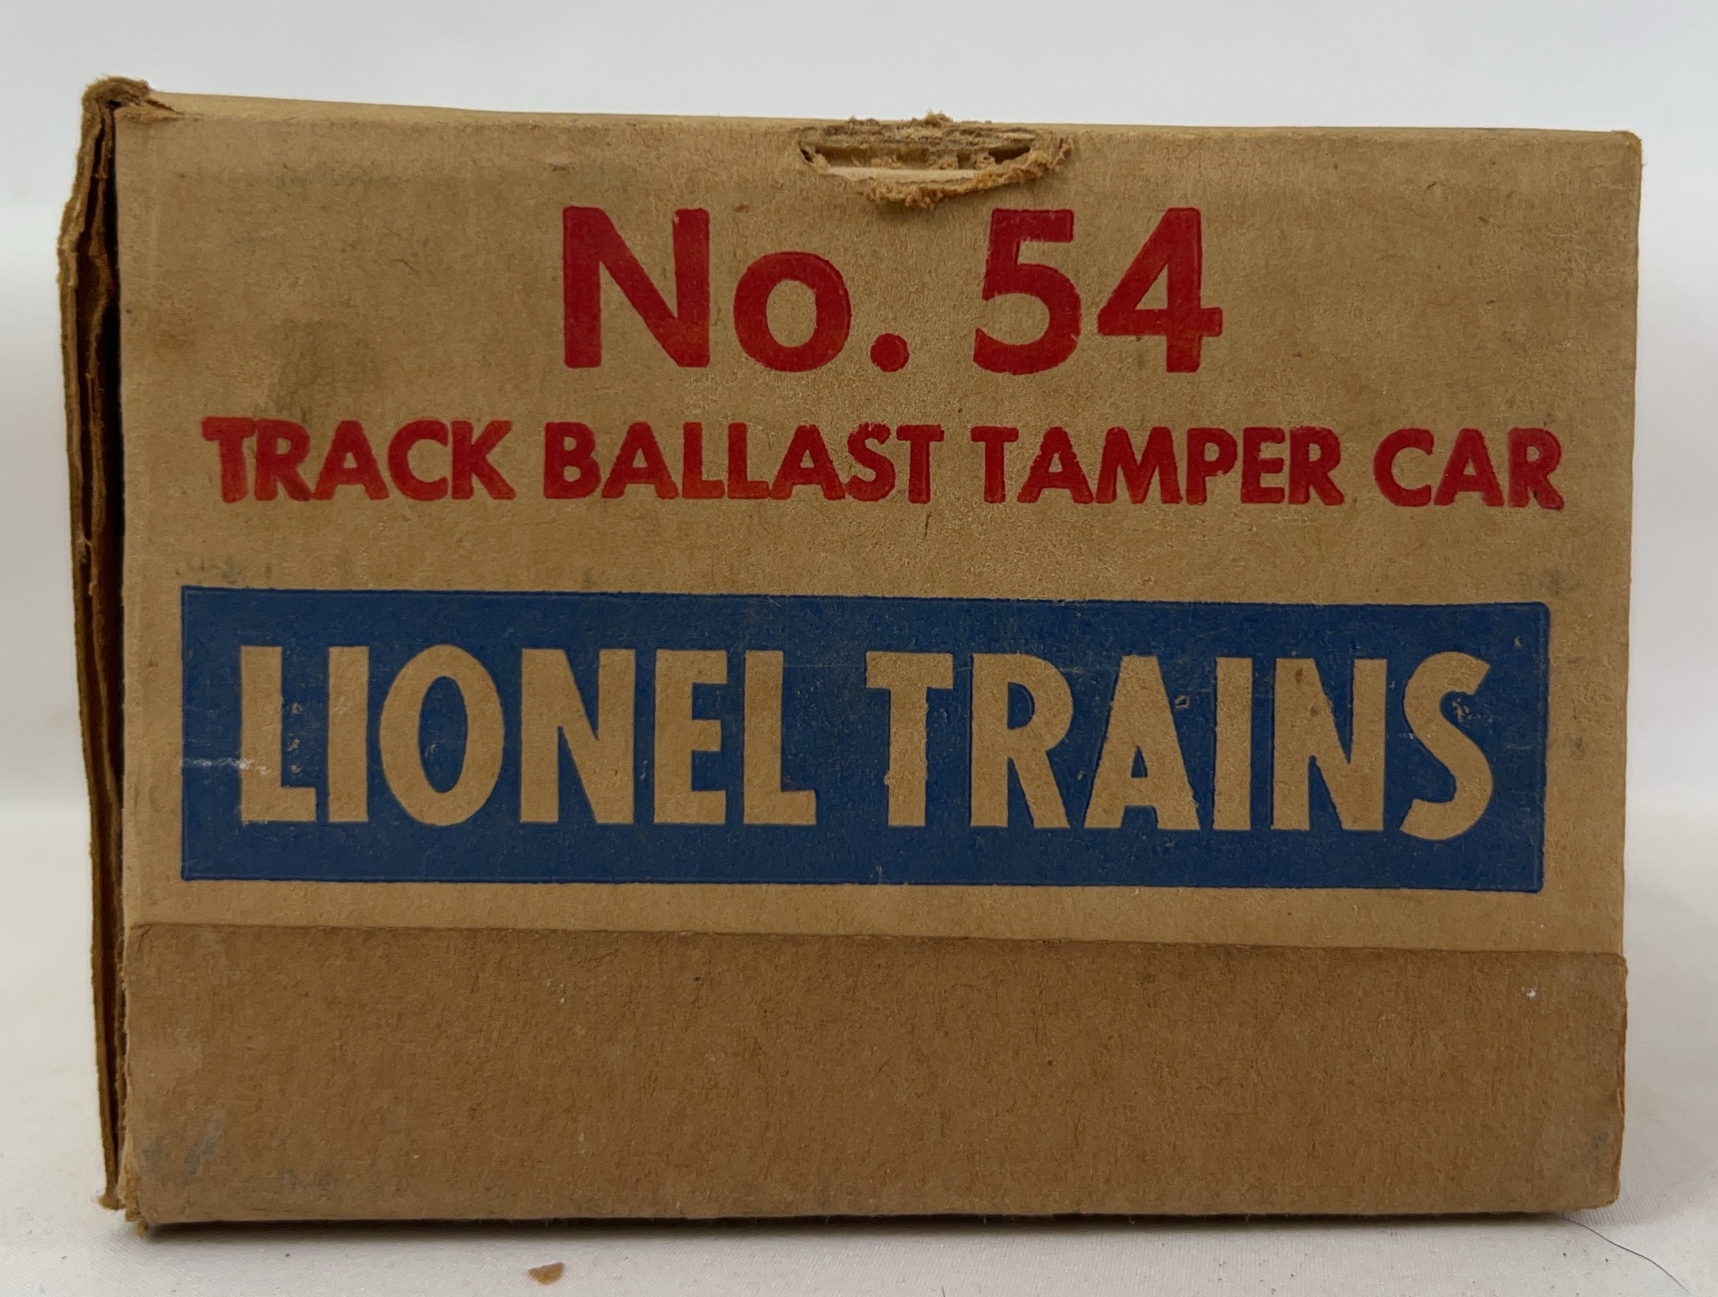 No. 54
TRACK BALLAST TAMPER CAR
LIONEL TRAINS